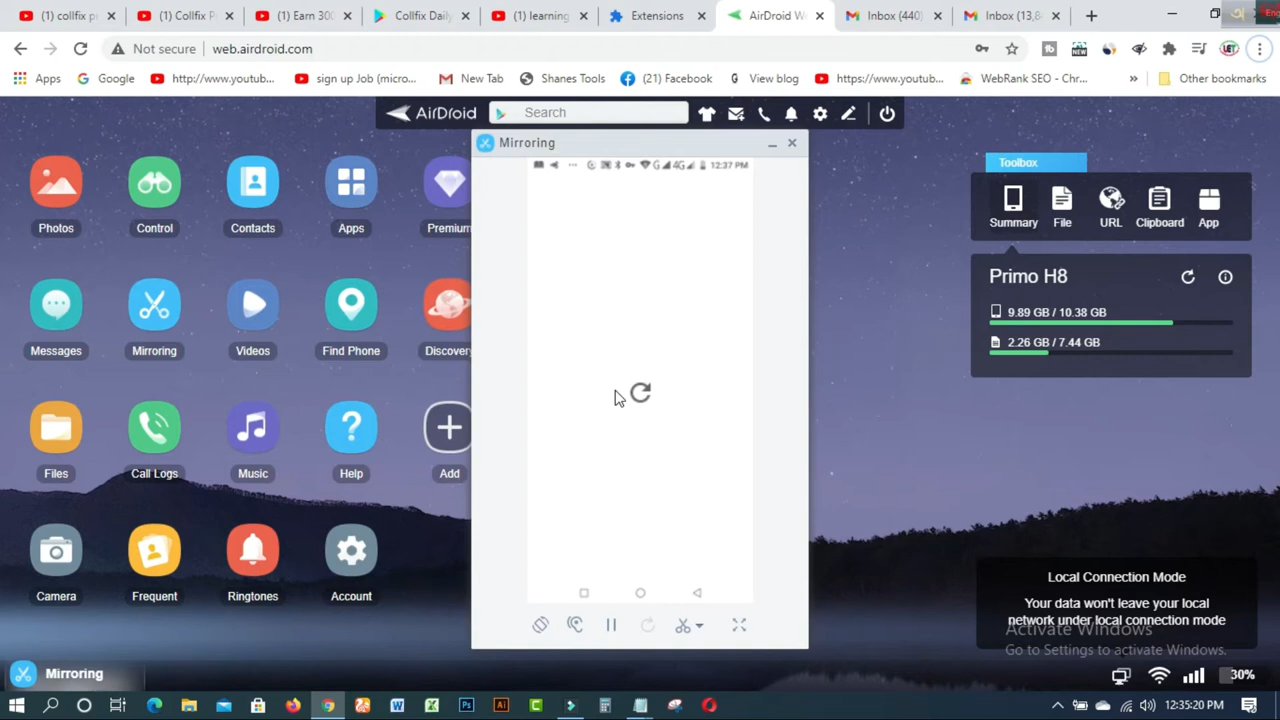 (1) collfix pr
(1) Collfix P
(1) Earn 300
Collfix Daily
(1) learning
Extensions
AirDroid We
Inbox (440)
Inbox (13,84
Not secure
web.airdroid.com
Apps
Google
http://www.youtub...
sign up Job (micro...
New Tab
Shanes Tools
(21) Facebook
View blog
https://www.youtu...
WebRank SEO - Chr...
»
Other bookmarks
AirDroid
Search
Mirroring
12:37 PM
Photos
Control
Contacts
Apps
Premium
Messages
Mirroring
Videos
Find Phone
Discovery
Files
Call Logs
Music
Help
Add
Camera
Frequent
Ringtones
Account
Toolbox
Summary
File
URL
Clipboard
App
Primo H8
9.89 GB / 10.38 GB
2.26 GB / 7.44 GB
Local Connection Mode
Your data won't leave your local
network under local connection mode
Activate Windows
Go to Settings to activate Windows.
Mirroring
30%
12:35:20 PM